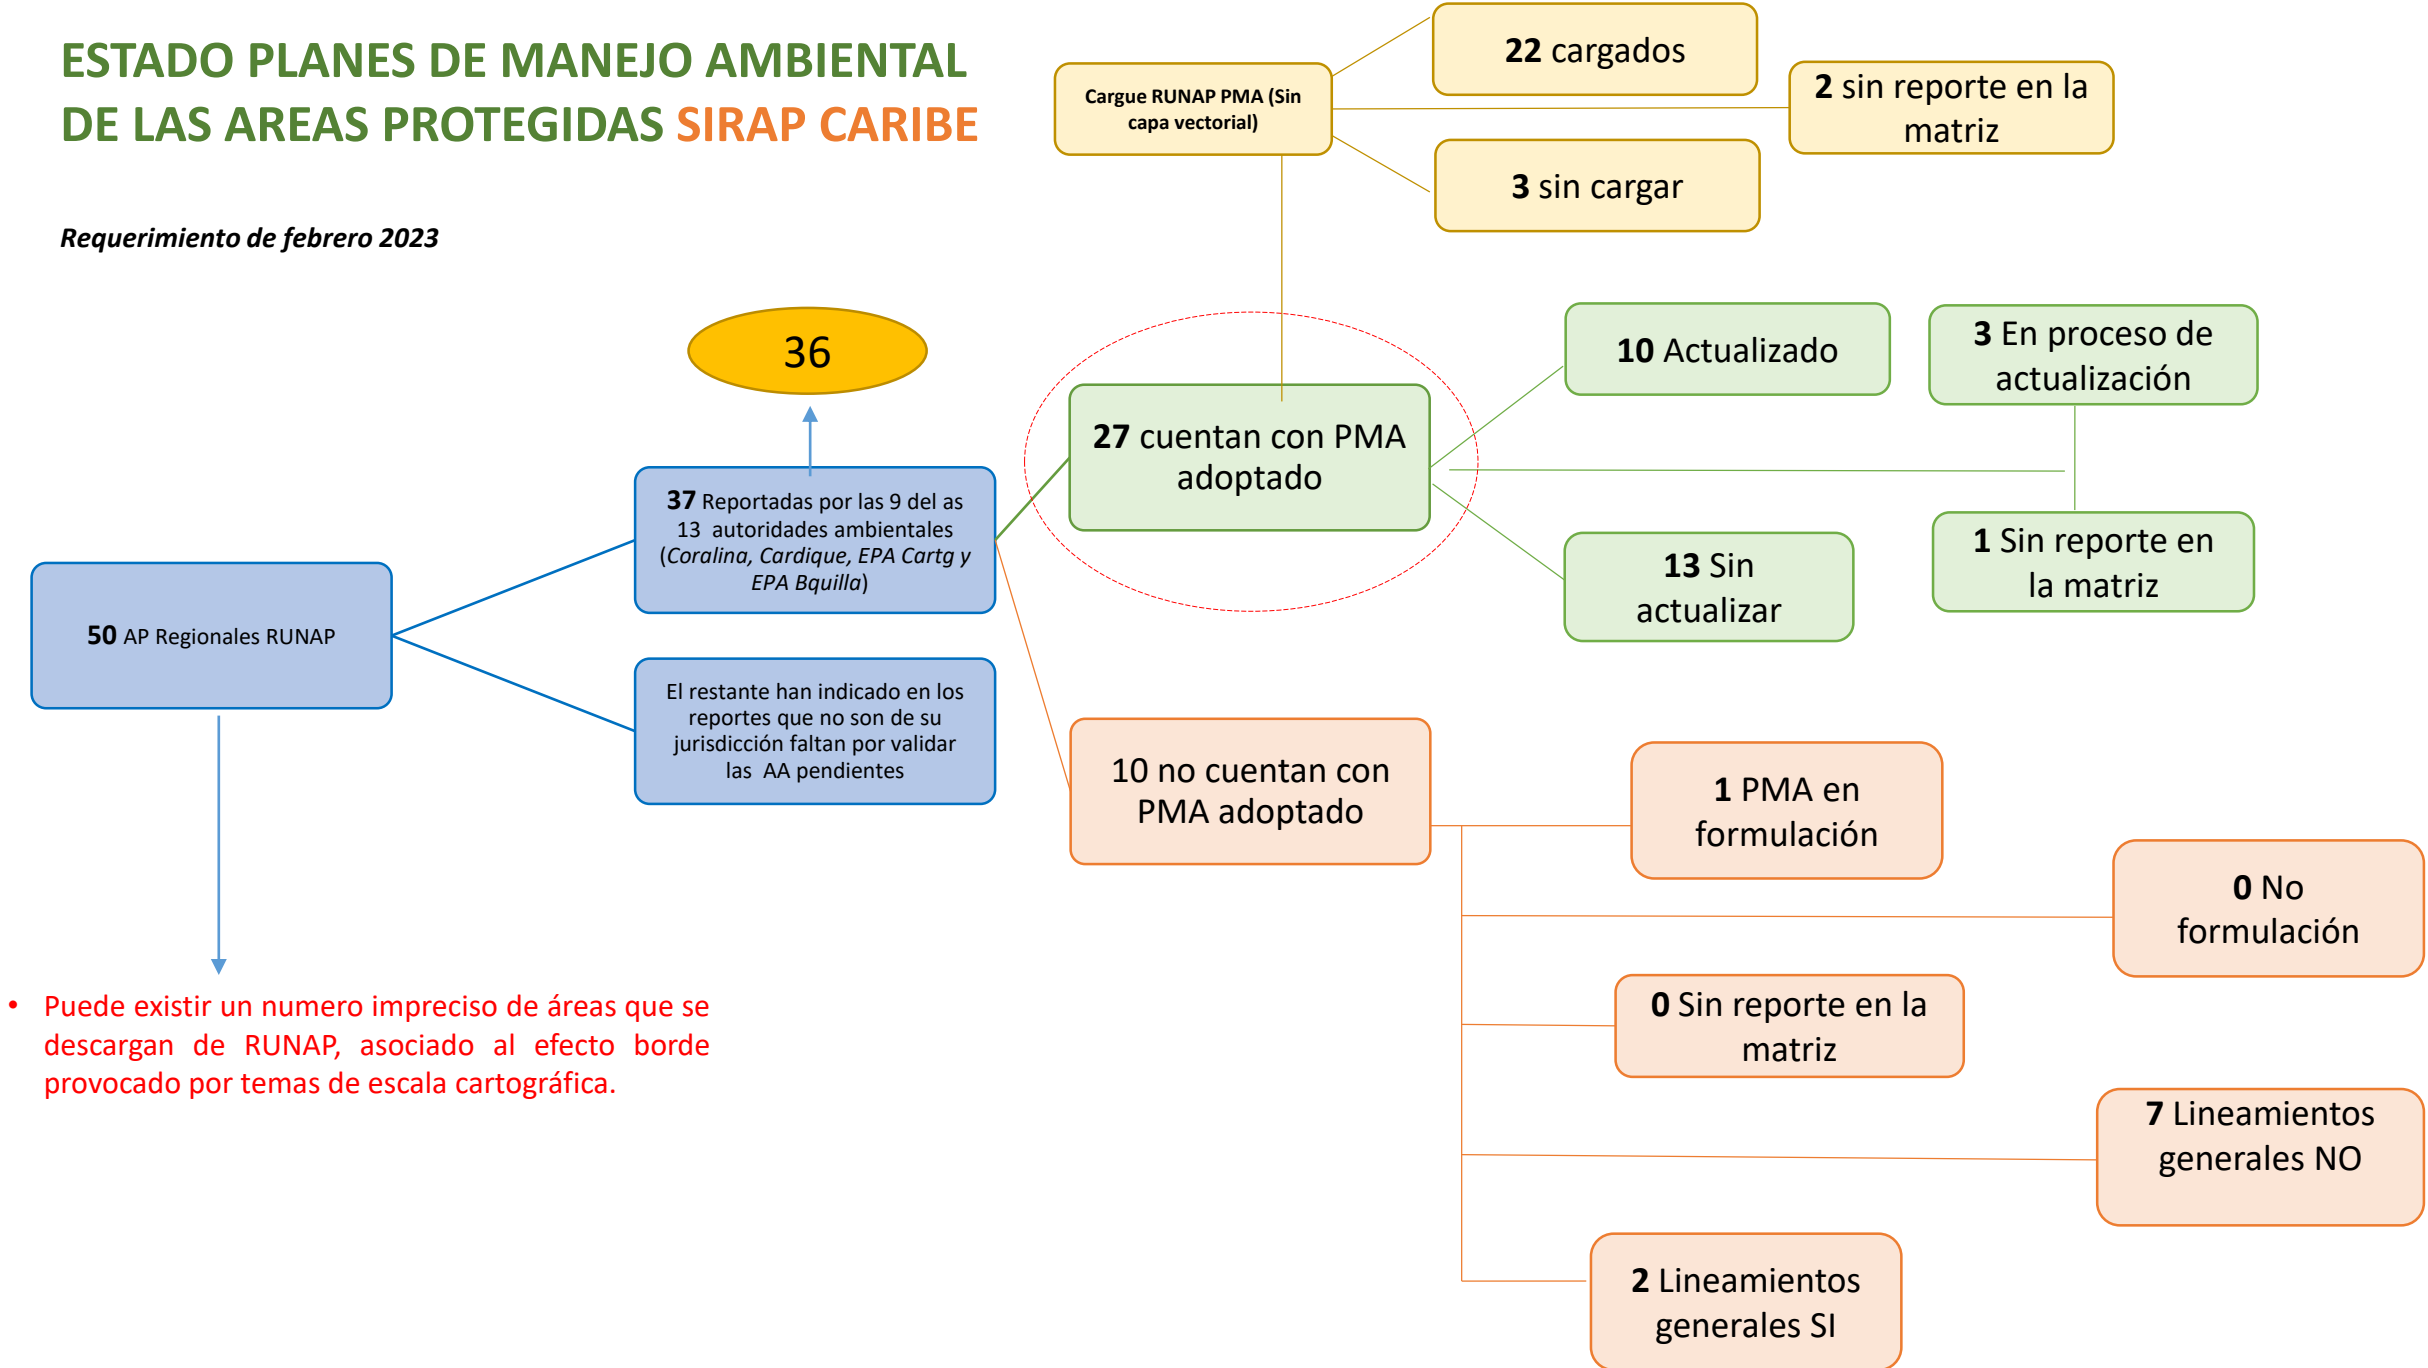 ESTADO PLANES DE MANEJO AMBIENTAL
DE LAS AREAS PROTEGIDAS SIRAP CARIBE
Requerimiento de febrero 2023
Cargue RUNAP PMA (Sin
capa vectorial)
22 cargados
2 sin reporte en la
matriz
3 sin cargar
36
37 Reportadas por las 9 del as
13 autoridades ambientales
(Coralina, Cardique, EPA Cartg y
EPA Bquilla)
50 AP Regionales RUNAP
El restante han indicado en los
reportes que no son de su
jurisdicción faltan por validar
las AA pendientes
27 cuentan con PMA
adoptado
10 Actualizado
3 En proceso de
actualización
13 Sin
actualizar
1 Sin reporte en
la matriz
10 no cuentan con
PMA adoptado
1 PMA en
formulación
0 No
formulación
0 Sin reporte en la
matriz
7 Lineamientos
generales NO
2 Lineamientos
generales SI
• Puede existir un numero impreciso de áreas que se
descargan de RUNAP, asociado al efecto borde
provocado por temas de escala cartográfica.